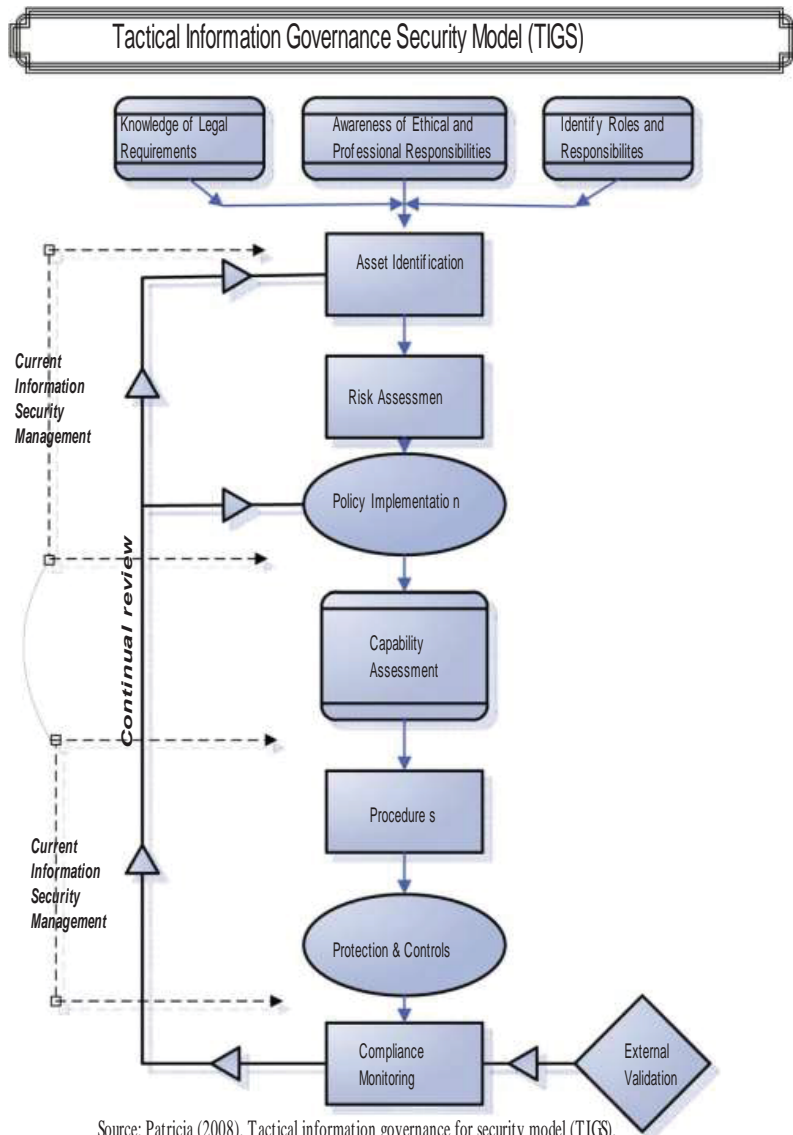 Tactical Information Governance Security Model (TIGS)
Knowledge of Legal
Requirements
Awareness of Ethical and
Professional Responsibilities
Identify Roles and
Responsibilites
Asset Identification
Current
Information
Security
Management
Risk Assessmen
Policy Implementatio n
Continual review
Capability
Assessment
Procedure s
Current
Information
Security
Management
Protection & Controls
Compliance
Monitoring
External
Validation
Source: Patricia (2008). Tactical information governance for security model (TIGS).